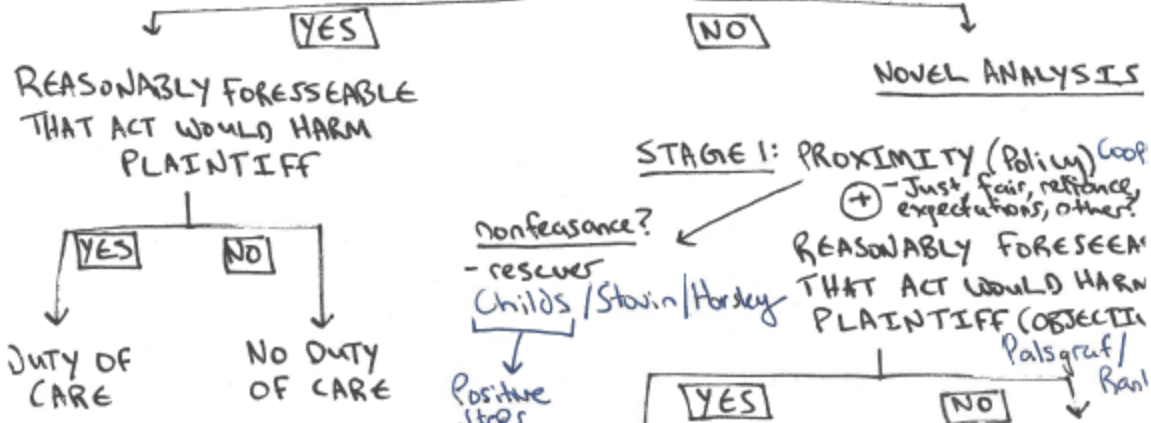 YES
NO
REASONABLY FORESSEABLE
THAT ACT WOULD HARM
PLAINTIFF
YES
NO
DUTY OF
CARE
NO DUTY
OF CARE
NOVEL ANALYSIS
STAGE 1: PROXIMITY (Policy) Coop
+ - Just, fair, reliance,
expectations, other?
nonfeasance?
- rescuer
Childs / Stovin / Horsley
Positive
REASONABLY FORESEEA
THAT ACT WOULD HARM
PLAINTIFF (OBJECTI
Palsgraf /
Ran
YES
NO